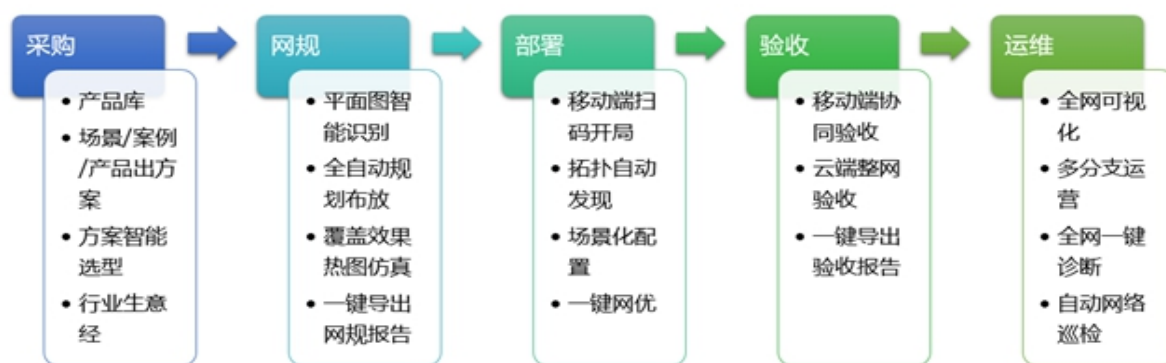 采购
• 产品库
• 场景/案例
/产品出方
案
• 方案智能
选型
• 行业生意
经
网规
• 平面图智
能识别
• 全自动规
划布放
• 覆盖效果
热图仿真
• 一键导出
网规报告
部署
• 移动端扫
码开局
• 拓扑自动
发现
• 场景化配
置
• 一键网优
验收
• 移动端协
同验收
• 云端整网
验收
• 一键导出
验收报告
运维
• 全网可视
化
• 多分支运
营
• 全网一键
诊断
• 自动网络
巡检